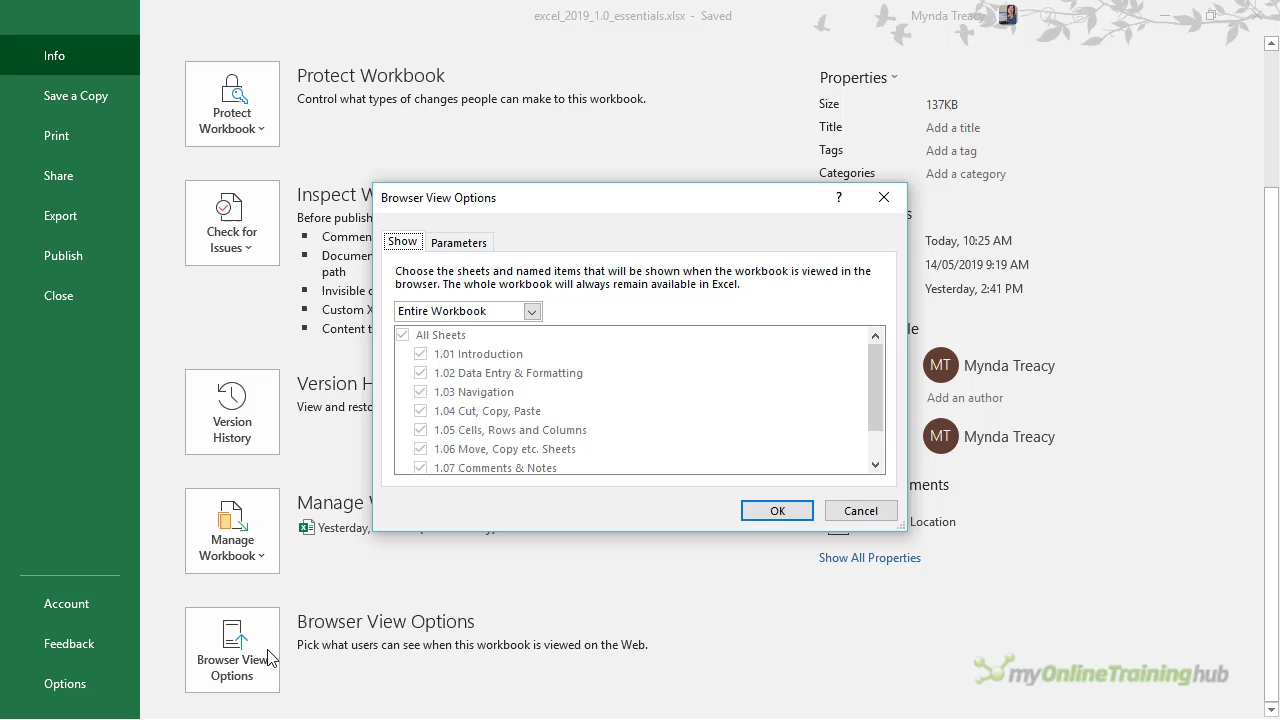 excel_2019_1.0_essentials.xlsx - Saved
Mynda Treacy
Info
Save a Copy
Print
Share
Export
Publish
Close
Account
Feedback
Options
Protect Workbook
Protect Workbook
Control what types of changes people can make to this workbook.
Check for Issues
Inspect W
Before publish
Commen
Documen
path
Invisible o
Custom X
Content t
Version History
Version H
View and resto
Manage Workbook
Manage W
Yesterday,
Browser View Options
Browser View Options
Pick what users can see when this workbook is viewed on the Web.
Properties
Size 137KB
Title Add a title
Tags Add a tag
Categories Add a category
s
Today, 10:25 AM
14/05/2019 9:19 AM
Yesterday, 2:41 PM
le
MT Mynda Treacy
Add an author
MT Mynda Treacy
ments
Location
Show All Properties
Browser View Options
?
Show
Parameters
Choose the sheets and named items that will be shown when the workbook is viewed in the
browser. The whole workbook will always remain available in Excel.
Entire Workbook
All Sheets
1.01 Introduction
1.02 Data Entry & Formatting
1.03 Navigation
1.04 Cut, Copy, Paste
1.05 Cells, Rows and Columns
1.06 Move, Copy etc. Sheets
1.07 Comments & Notes
OK
Cancel
myOnlineTraininghub